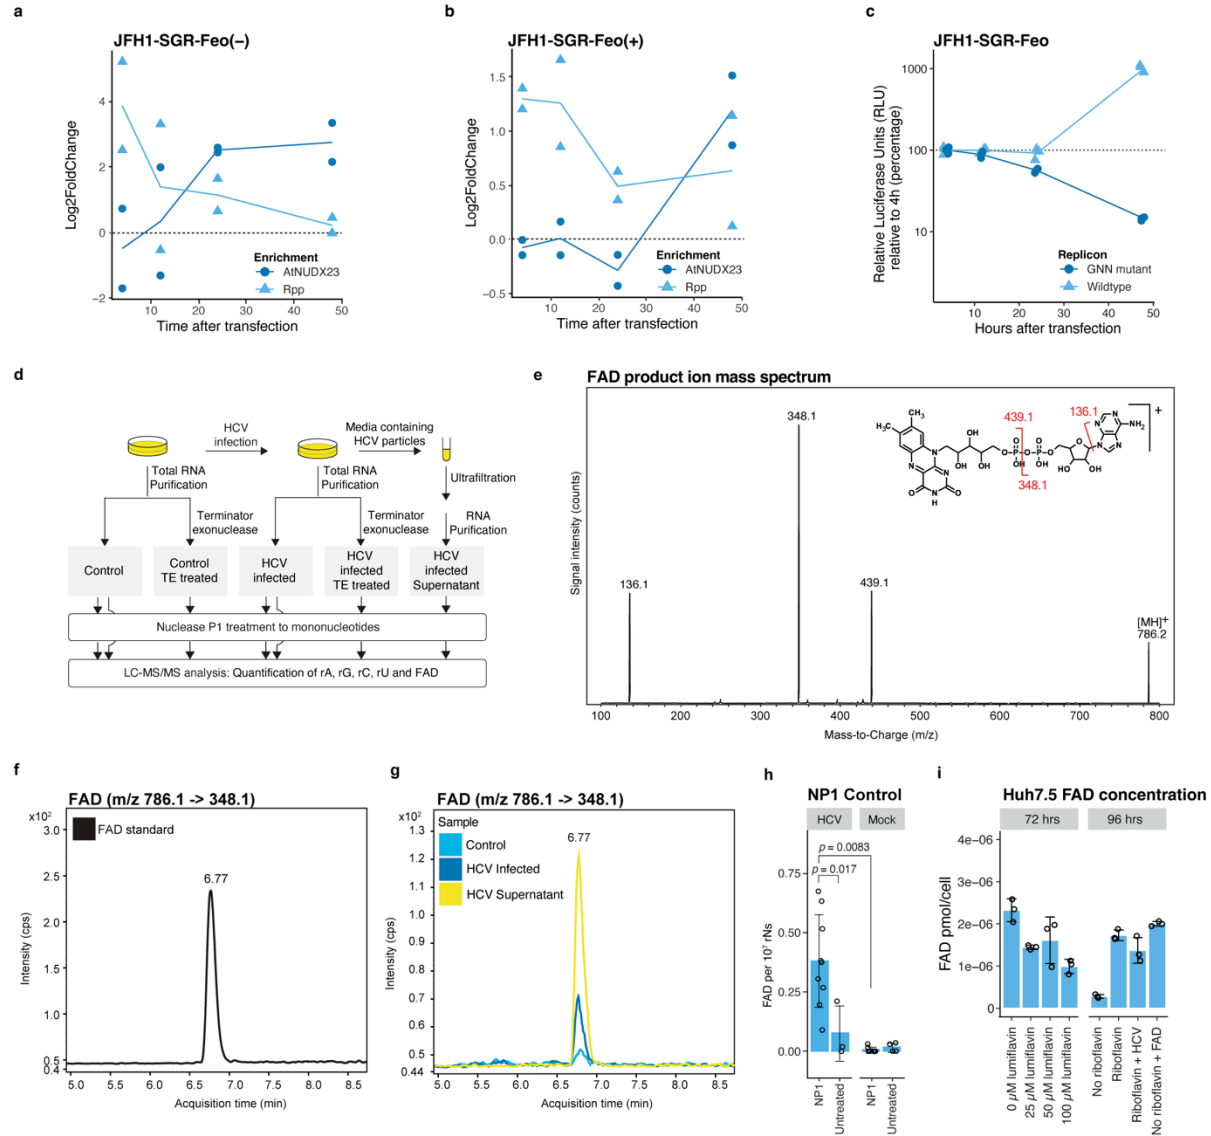 a
JFH1-SGR-Feo(−)
Log2FoldChange
4
2
0
−2
10 20 30 40 50
Time after transfection
Enrichment
AtNUDX23
Rpp
b
JFH1-SGR-Feo(+)
Log2FoldChange
1.5
1.0
0.5
0.0
−0.5
10 20 30 40 50
Time after transfection
Enrichment
AtNUDX23
Rpp
c
JFH1-SGR-Feo
Relative Luciferase Units (RLU)
relative to 4h (percentage)
1000
100
10
10 20 30 40 50
Hours after transfection
Replicon
GNN mutant
Wildtype
d
HCV
infection
Media containing
HCV particles
Total RNA
Purification
Total RNA
Purification
Ultrafiltration
Terminator
exonuclease
Terminator
exonuclease
RNA
Purification
Control
Control
TE treated
HCV
infected
HCV
infected
TE treated
HCV
infected
Supernatant
Nuclease P1 treatment to mononucleotides
LC-MS/MS analysis: Quantification of rA, rG, rC, rU and FAD
e
FAD product ion mass spectrum
Signal intensity (counts)
136.1
348.1
439.1
[MH]+
786.2
439.1
136.1
348.1
+
CH3
H3C
OH
OH OH
N
N
N
N
O
O
H
O
P
O
P
O
OH
OH
O
OH OH
N
N
N
N
NH2
100 200 300 400 500 600 700 800
Mass-to-Charge (m/z)
f
FAD (m/z 786.1 -> 348.1)
x10²
FAD standard
6.77
Intensity (cps)
3.0
2.5
2.0
1.5
1.0
0.5
0.4
5.0 5.5 6.0 6.5 7.0 7.5 8.0 8.5
Acquisition time (min)
g
FAD (m/z 786.1 -> 348.1)
x10²
Sample
Control
HCV Infected
HCV Supernatant
6.77
Intensity (cps)
1.3
1.2
1.1
1.0
0.9
0.8
0.7
0.6
0.5
0.44
5.0 5.5 6.0 6.5 7.0 7.5 8.0 8.5
Acquisition time (min)
h
NP1 Control
HCV Mock
p = 0.0083
p = 0.017
FAD per 10⁷ rNs
0.75
0.50
0.25
0.00
NP1
Untreated
NP1
Untreated
i
Huh7.5 FAD concentration
72 hrs 96 hrs
FAD pmol/cell
4e−06
3e−06
2e−06
1e−06
0
0 µM lumiflavin
25 µM lumiflavin
50 µM lumiflavin
100 µM lumiflavin
No riboflavin
Riboflavin
Riboflavin + HCV
No riboflavin + FAD